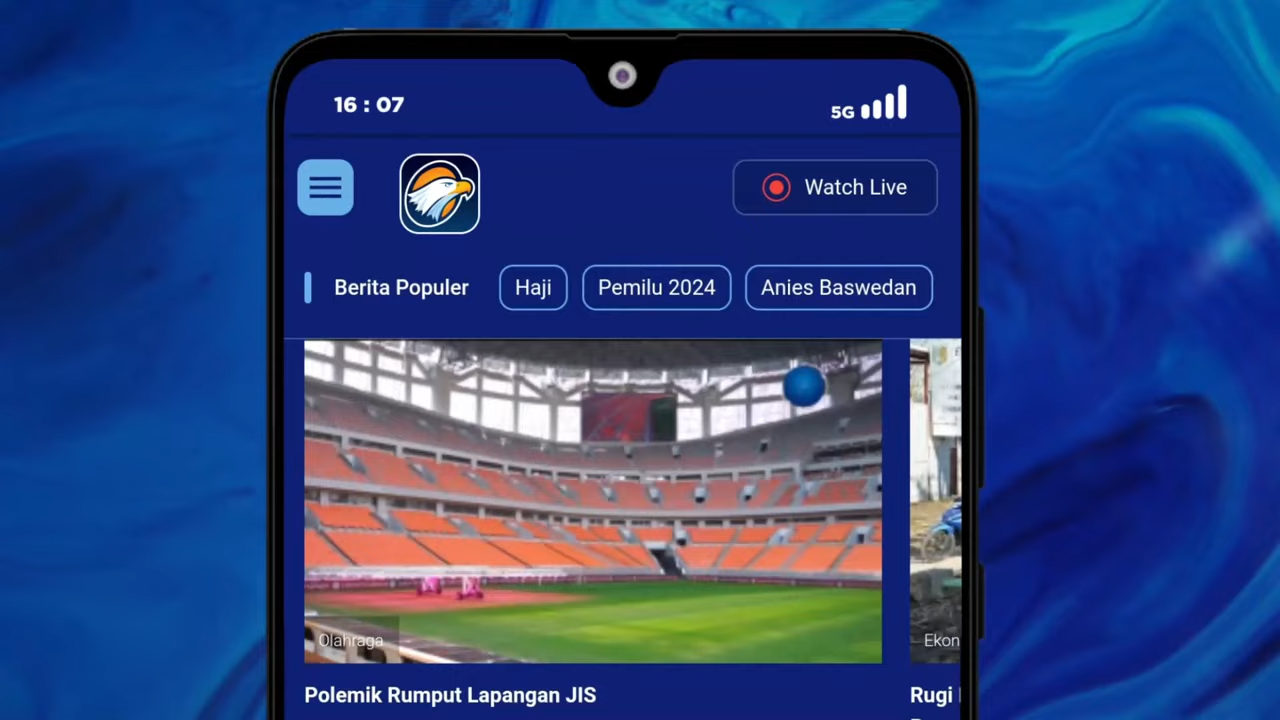 16 : 07
5G
Watch Live
Berita Populer
Haji
Pemilu 2024
Anies Baswedan
Olahraga
Ekon
Polemik Rumput Lapangan JIS
Rugi